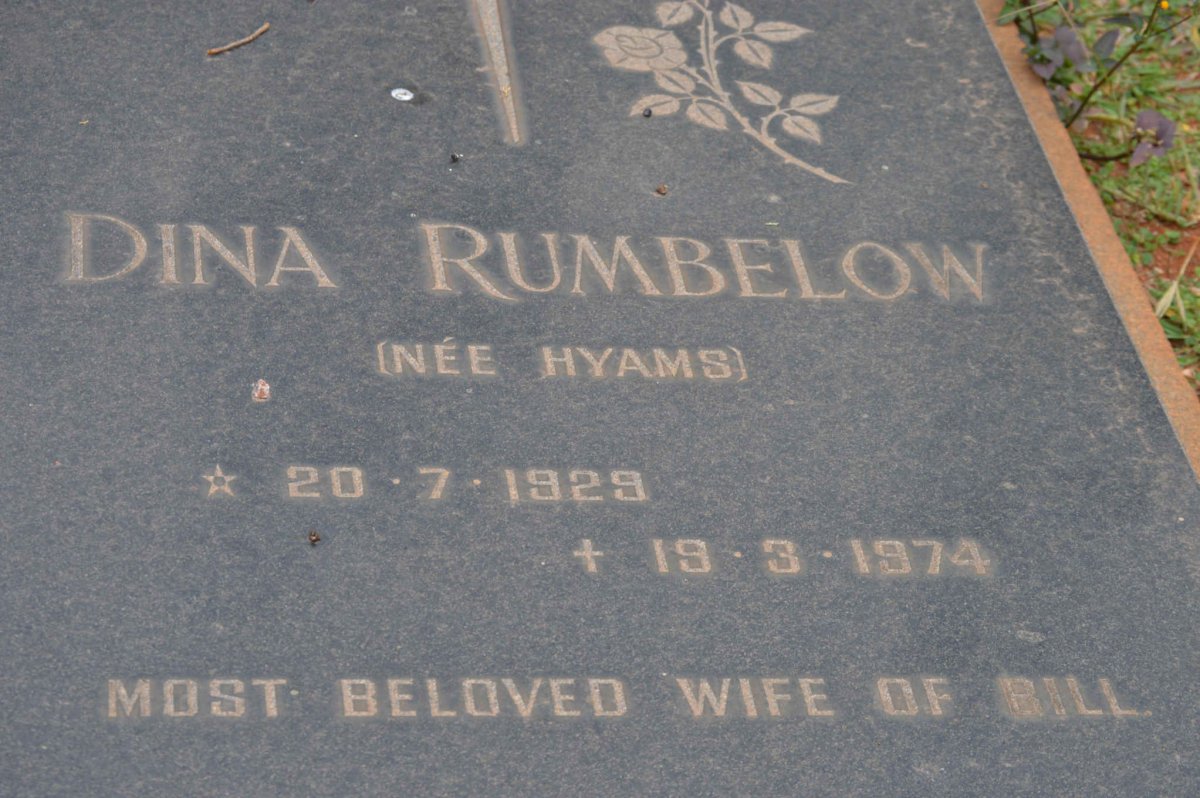 DINA RUMBELOW
(NÉE HYAMS)
☆ 20·7·1929
✝ 19·3·1974
MOST BELOVED WIFE OF BILL